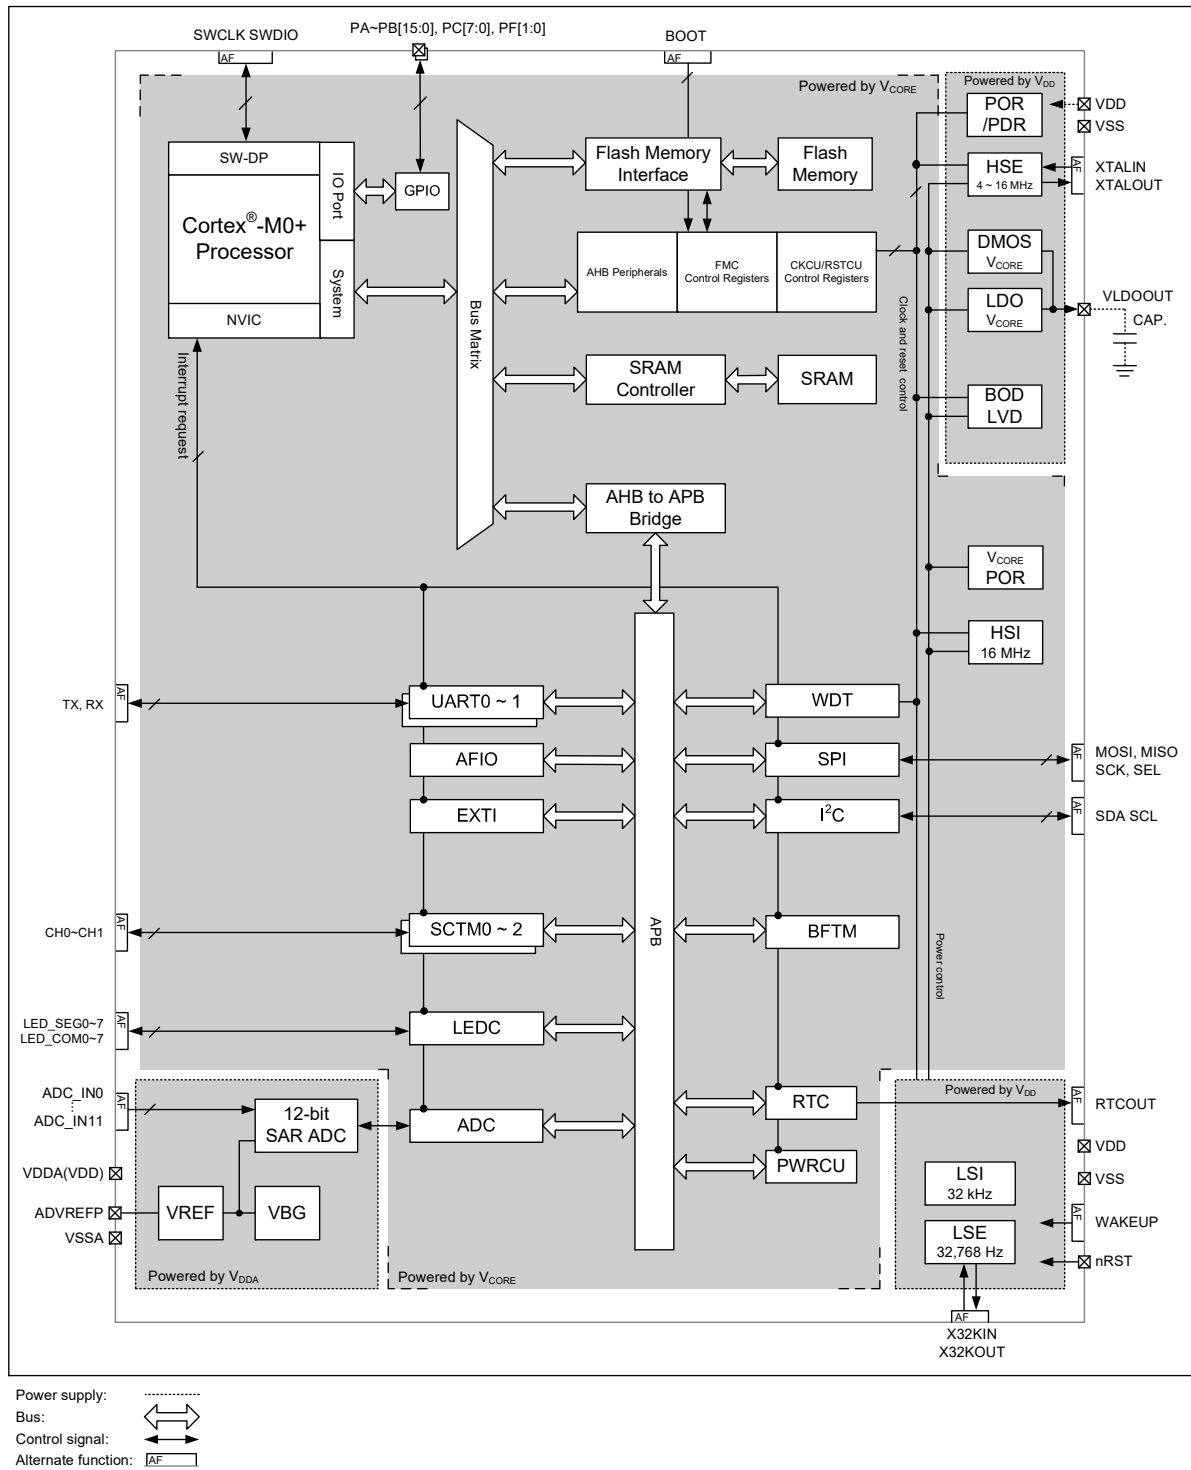 SWCLK SWDIO
AF
PA~PB[15:0], PC[7:0], PF[1:0]
BOOT
AF
Powered by VCORE
Powered by VDD
POR
/PDR
VDD
VSS
HSE
4 ~ 16 MHz
AF
XTALIN
XTALOUT
SW-DP
Cortex®-M0+
Processor
NVIC
IO Port
System
GPIO
Bus Matrix
Flash Memory
Interface
Flash
Memory
AHB Peripherals
FMC
Control Registers
CKCU/RSTCU
Control Registers
DMOS
VCORE
LDO
VCORE
VLDOOUT
CAP.
Clock and reset control
Interrupt request
SRAM
Controller
SRAM
BOD
LVD
AHB to APB
Bridge
VCORE
POR
HSI
16 MHz
TX, RX
AF
UART0 ~ 1
WDT
AFIO
SPI
AF
MOSI, MISO
SCK, SEL
EXTI
I2C
AF
SDA SCL
APB
CH0~CH1
AF
SCTM0 ~ 2
BFTM
Power control
LED_SEG0~7
LED_COM0~7
AF
LEDC
ADC_IN0
ADC_IN11
AF
12-bit
SAR ADC
ADC
RTC
Powered by VDD
AF
RTCOUT
VDD
VSS
PWRCU
LSI
32 kHz
VDDA(VDD)
ADVREFP
VSSA
VREF
VBG
LSE
32,768 Hz
AF
WAKEUP
nRST
Powered by VDDA
Powered by VCORE
AF
X32KIN
X32KOUT
Power supply:
Bus:
Control signal:
Alternate function: AF